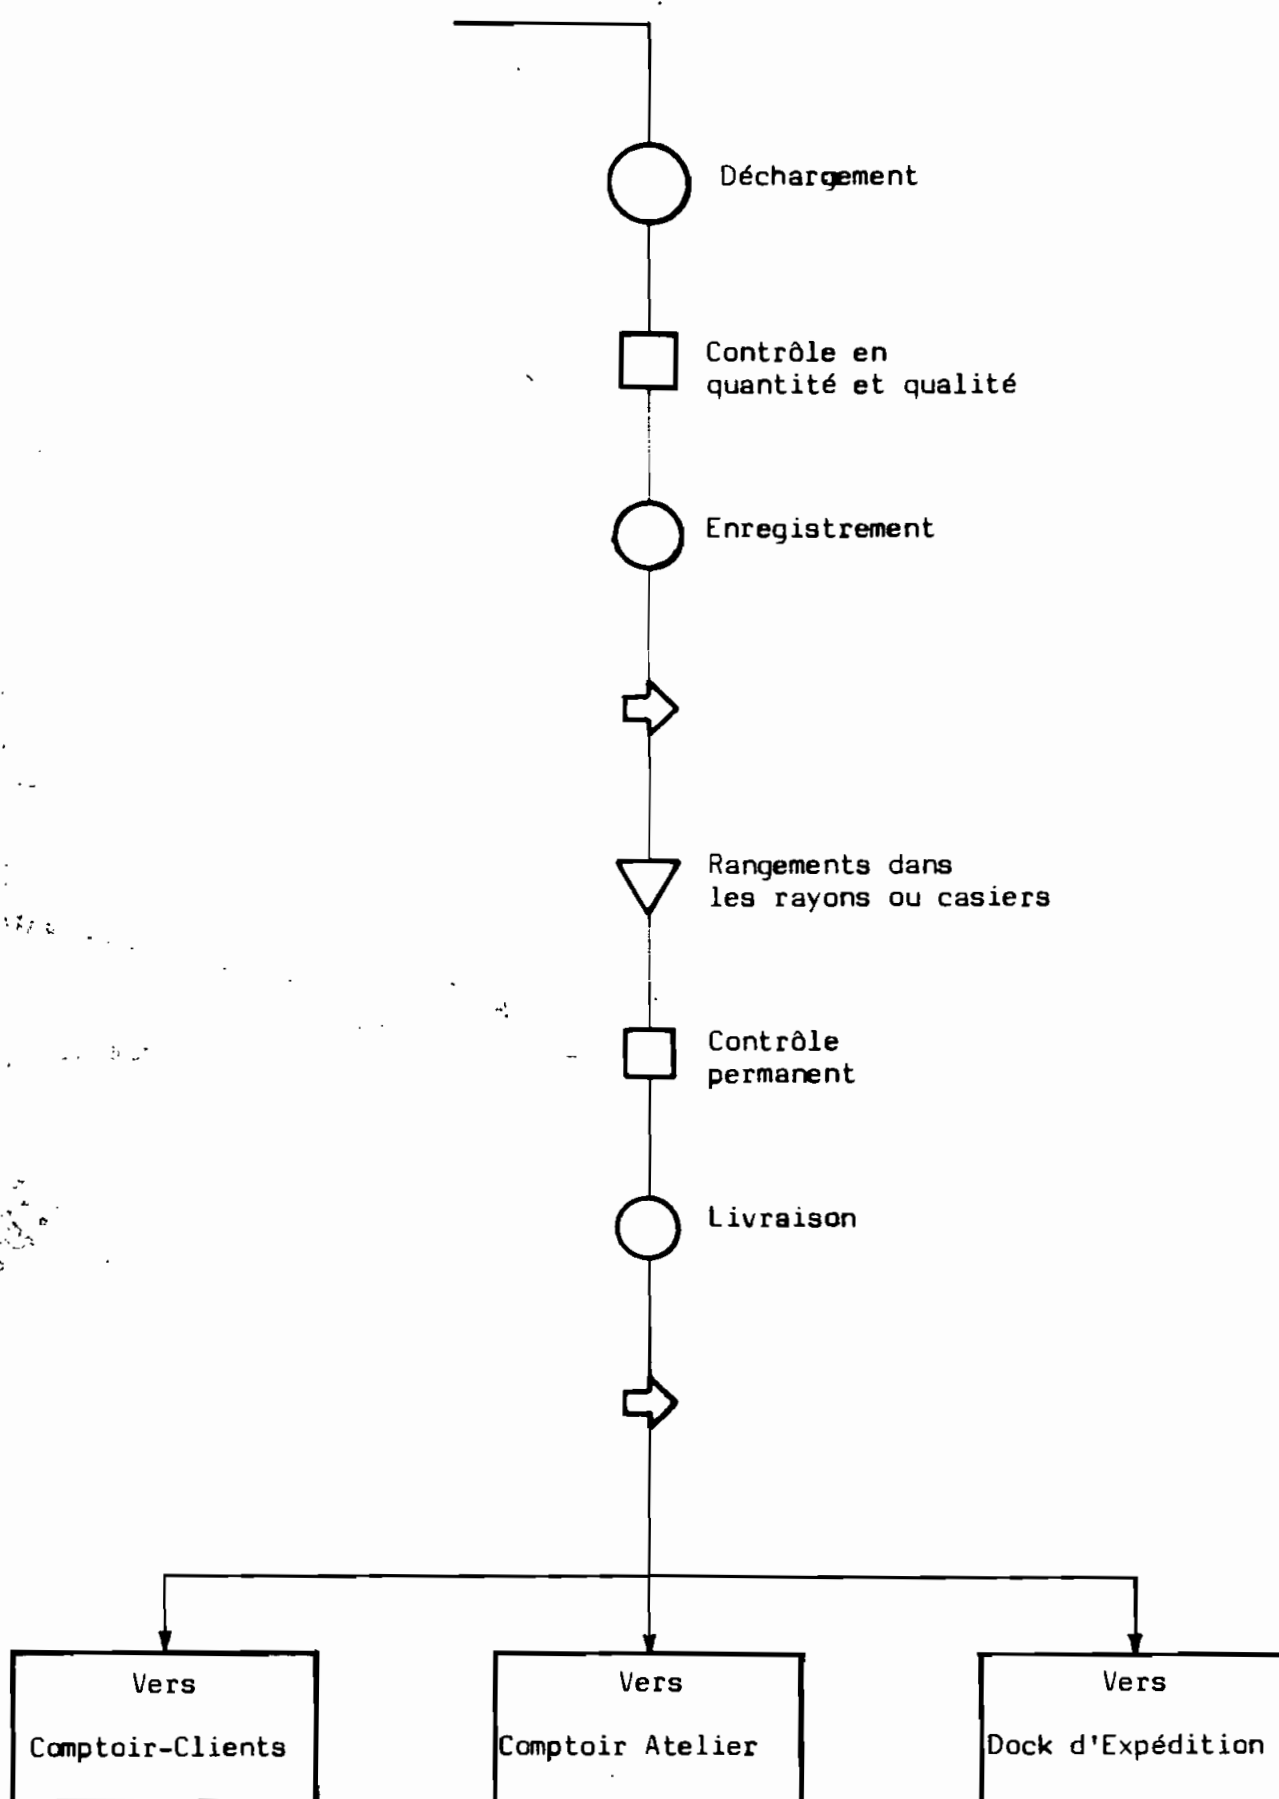 Déchargement
Contrôle en
quantité et qualité
Enregistrement
Rangements dans
les rayons ou casiers
Contrôle
permanent
Livraison
Vers
Comptoir-Clients
Vers
Comptoir Atelier
Vers
Dock d'Expédition